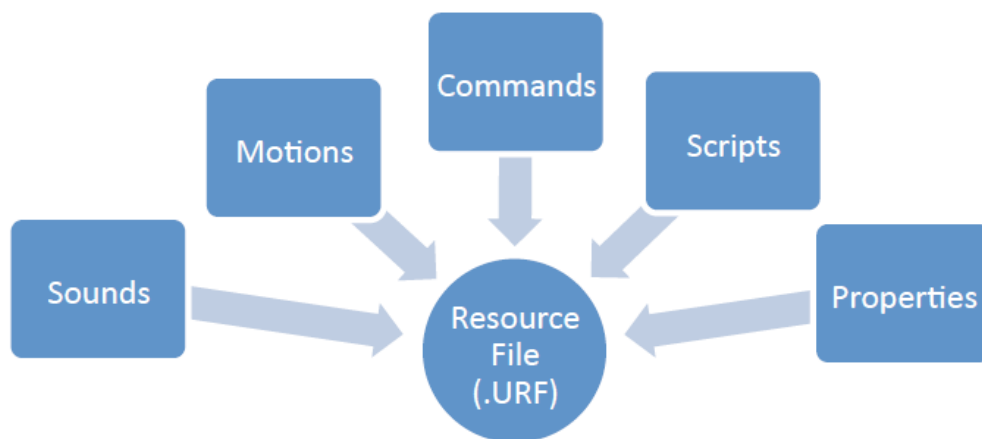 Commands
Motions
Scripts
Sounds
Properties
Resource
File
(.URF)